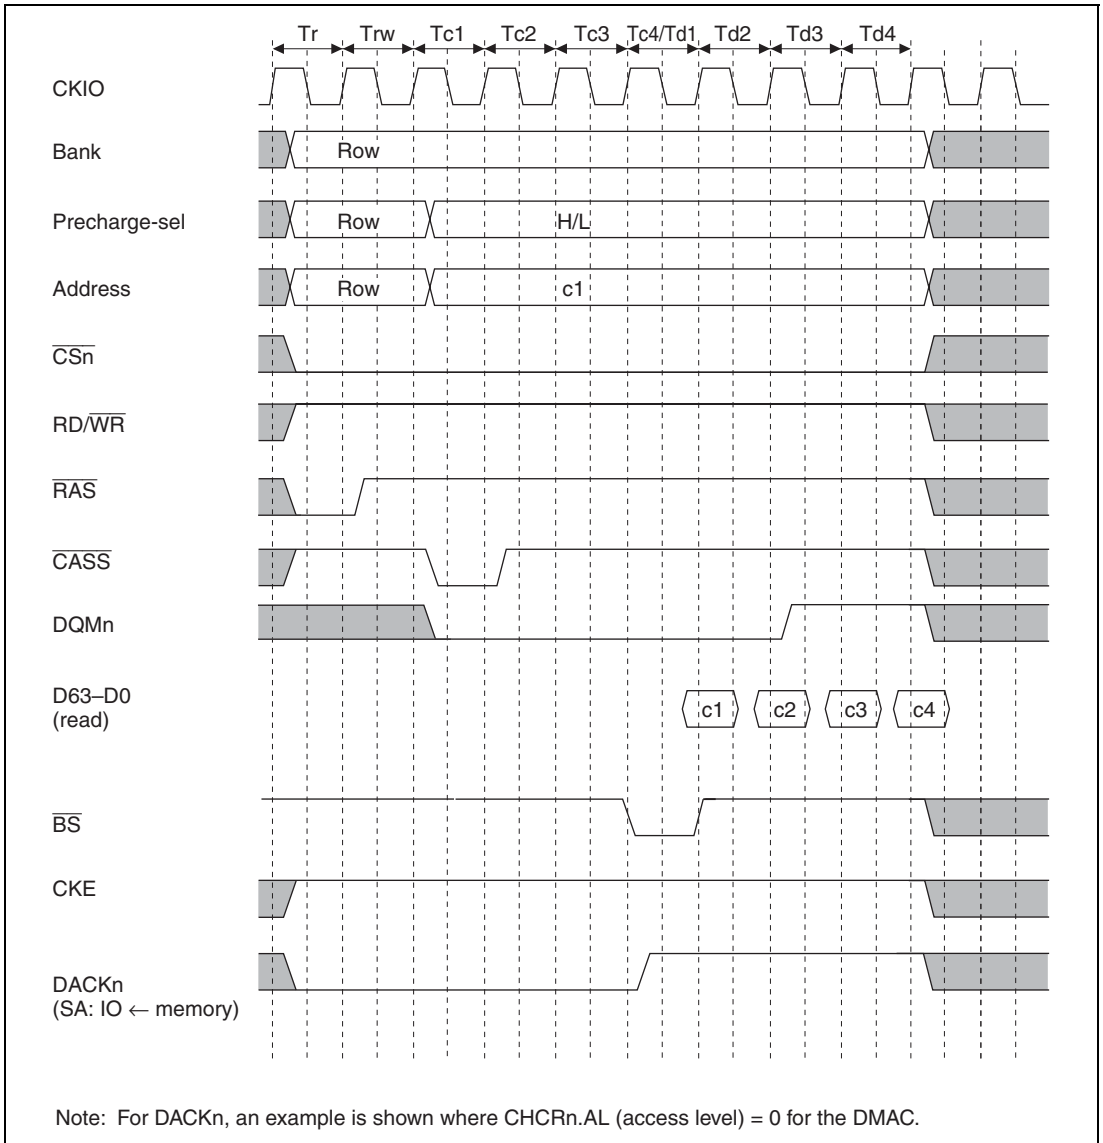 Tr Trw Tc1 Tc2 Tc3 Tc4/Td1 Td2 Td3 Td4
CKIO
Bank Row
Precharge-sel Row H/L
Address Row c1
CSn
RD/WR
RAS
CASS
DQMn
D63–D0
(read) c1 c2 c3 c4
BS
CKE
DACKn
(SA: IO ← memory)
Note: For DACKn, an example is shown where CHCRn.AL (access level) = 0 for the DMAC.